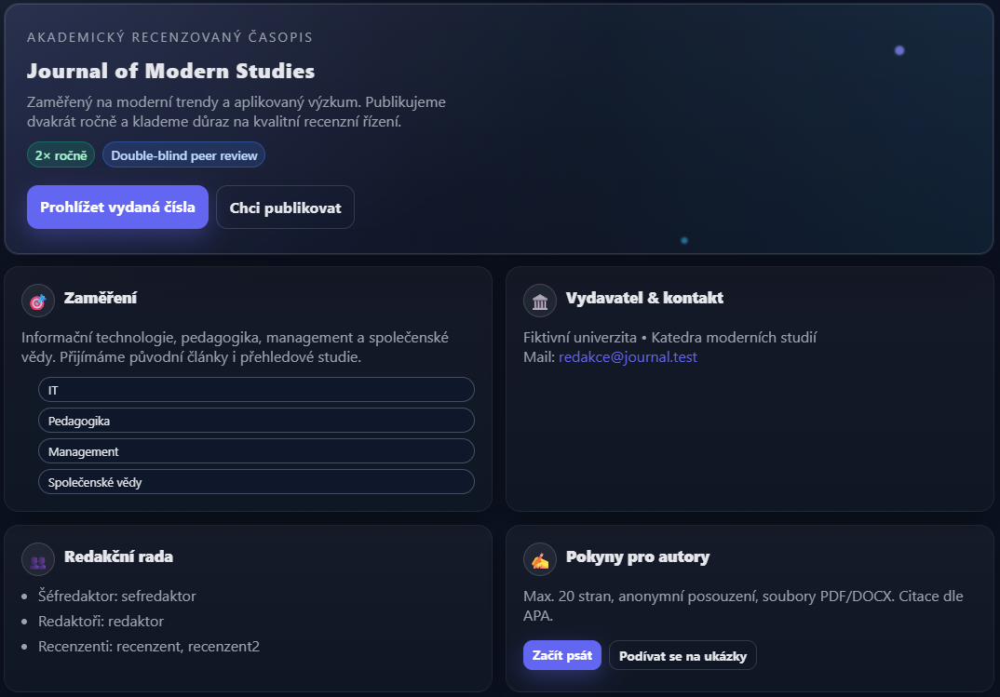 AKADEMICKÝ RECENZOVANÝ ČASOPIS
Journal of Modern Studies
Zaměřený na moderní trendy a aplikovaný výzkum. Publikujeme
dvakrát ročně a klademe důraz na kvalitní recenzní řízení.
2× ročně
Double-blind peer review
Prohlížet vydaná čísla
Chci publikovat
Zaměření
Informační technologie, pedagogika, management a společenské
vědy. Přijímáme původní články i přehledové studie.
IT
Pedagogika
Management
Společenské vědy
Vydavatel & kontakt
Fiktivní univerzita • Katedra moderních studií
Mail: redakce@journal.test
Redakční rada
• Šéfredaktor: sefredaktor
• Redaktoři: redaktor
• Recenzenti: recenzent, recenzent2
Pokyny pro autory
Max. 20 stran, anonymní posouzení, soubory PDF/DOCX. Citace dle
APA.
Začít psát
Podívat se na ukázky